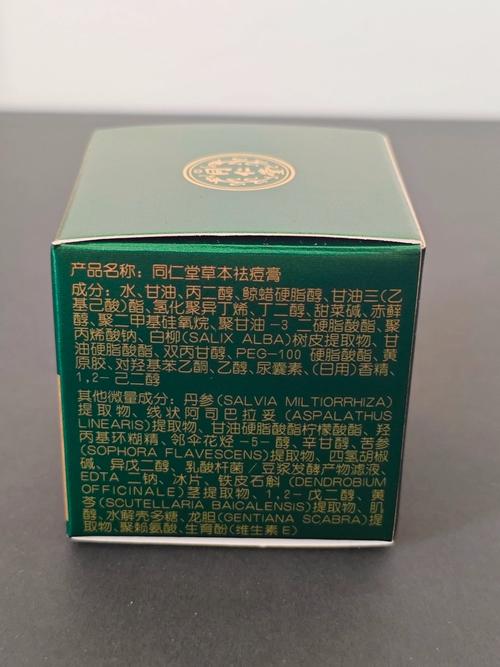 产品名称：同仁堂草本祛痘膏
成分：水、甘油、丙二醇、鲸蜡硬脂醇、甘油三(乙
基己酸)酯、氢化聚异丁烯、丁二醇、甜菜碱、赤鲜
醇、聚二甲基硅氧烷、聚甘油-3 二硬脂酸酯、聚
丙烯酸钠、白柳(SALIX ALBA)树皮提取物、甘
油硬脂酸酯、双丙甘醇、PEG-100 硬脂酸酯、黄
原胶、对羟基苯乙酮、乙醇、尿囊素、(日用)香精、
1,2-己二醇
其他微量成分：丹参(SALVIA MILTIORRHIZA)
提取物、线状阿司巴拉妥(ASPALATHUS
LINEARIS)提取物、甘油硬脂酸酯柠檬酸酯、羟
丙基环糊精、邻伞花烃-5-醇、辛甘醇、苦参
(SOPHORA FLAVESCENS)提取物、四氢胡椒
碱、异戊二醇、乳酸杆菌/豆浆发酵产物滤液、
EDTA 二钠、冰片、铁皮石斛(DENDROBIUM
OFFICINALE)茎提取物、1,2-戊二醇、黄
芩(SCUTELLARIA BAICALENSIS)提取物、肌
醇、水解壳多糖、龙胆(GENTIANA SCABRA)提
取物、聚赖氨酸、生育酚(维生素E)